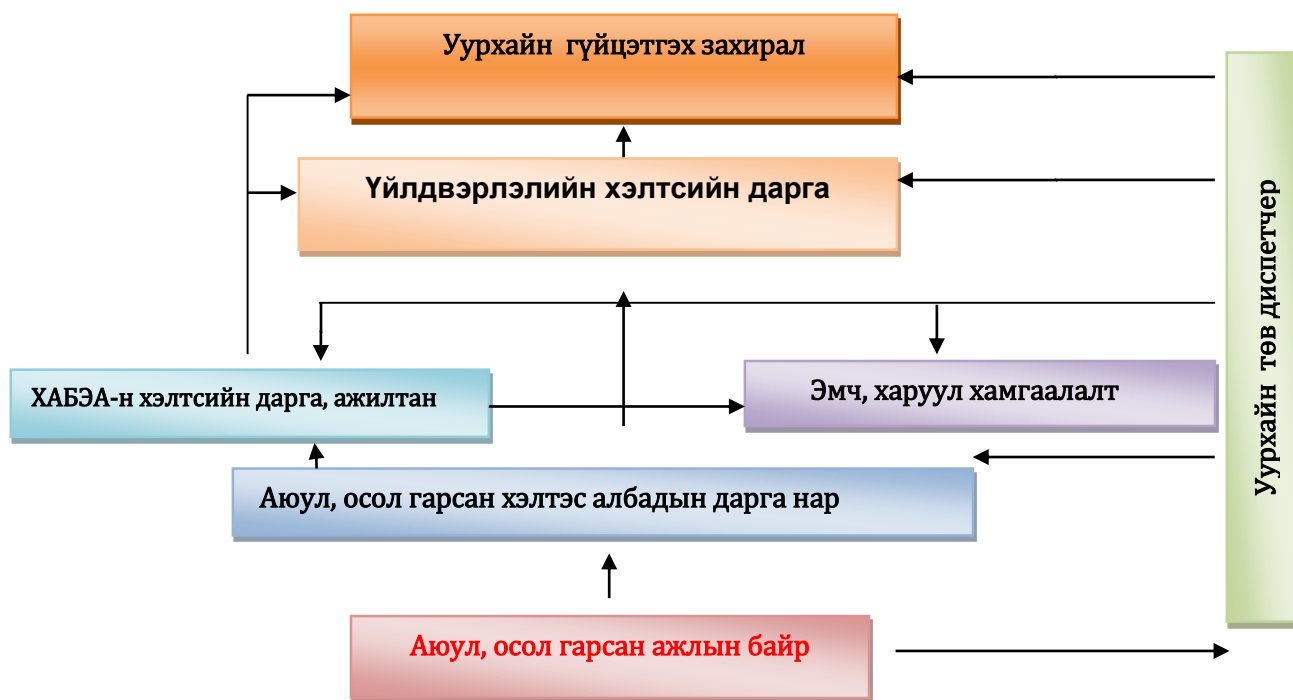 Уурхайн гүйцэтгэх захирал
Үйлдвэрлэлийн хэлтсийн дарга
ХАБЭА-н хэлтсийн дарга, ажилтан
Эмч, харуул хамгаалалт
Аюул, осол гарсан хэлтэс албадын дарга нар
Аюул, осол гарсан ажлын байр
Уурхайн төв диспетчер